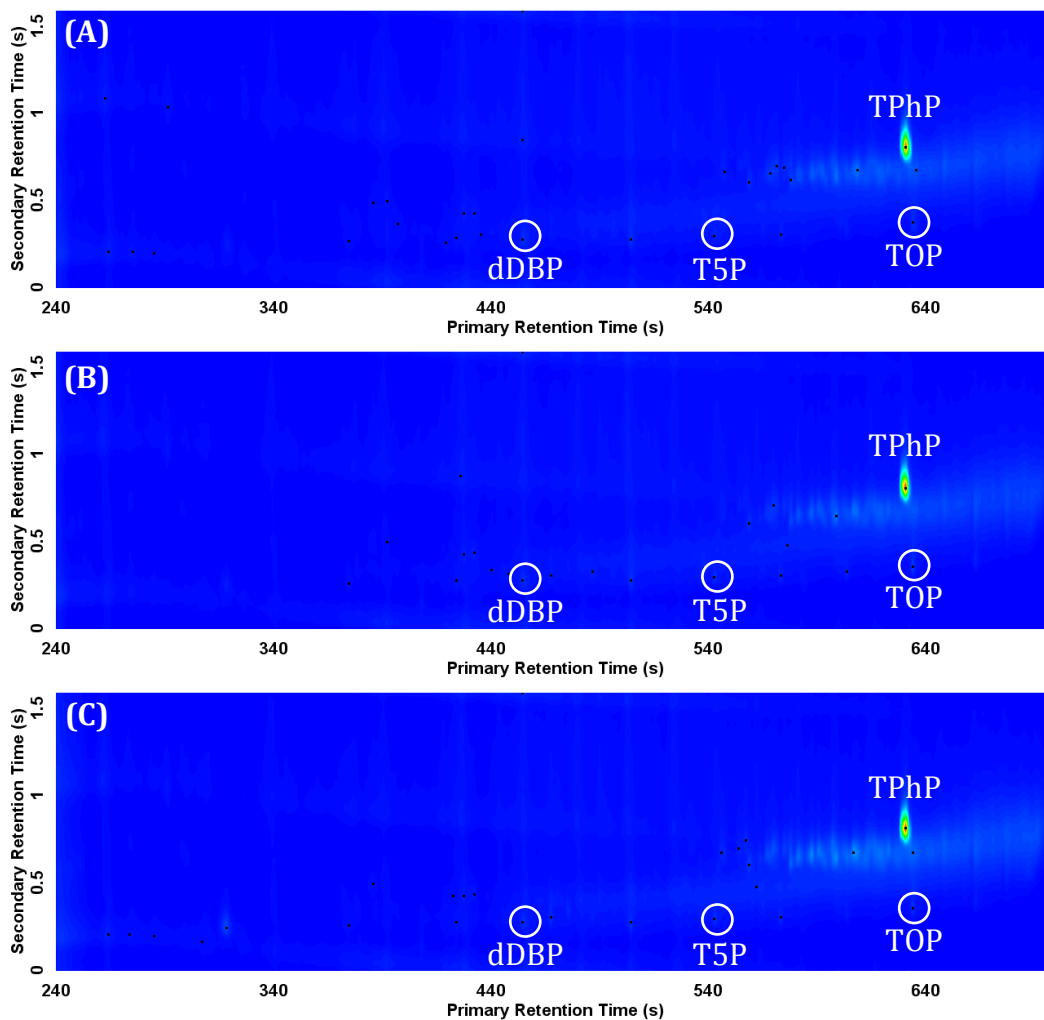 (A)
1.5
1
0.5
0
Secondary Retention Time (s)
TPhP
dDBP
T5P
TOP
240 340 440 540 640
Primary Retention Time (s)
(B)
1.5
1
0.5
0
Secondary Retention Time (s)
TPhP
dDBP
T5P
TOP
240 340 440 540 640
Primary Retention Time (s)
(C)
1.5
1
0.5
0
Secondary Retention Time (s)
TPhP
dDBP
T5P
TOP
240 340 440 540 640
Primary Retention Time (s)